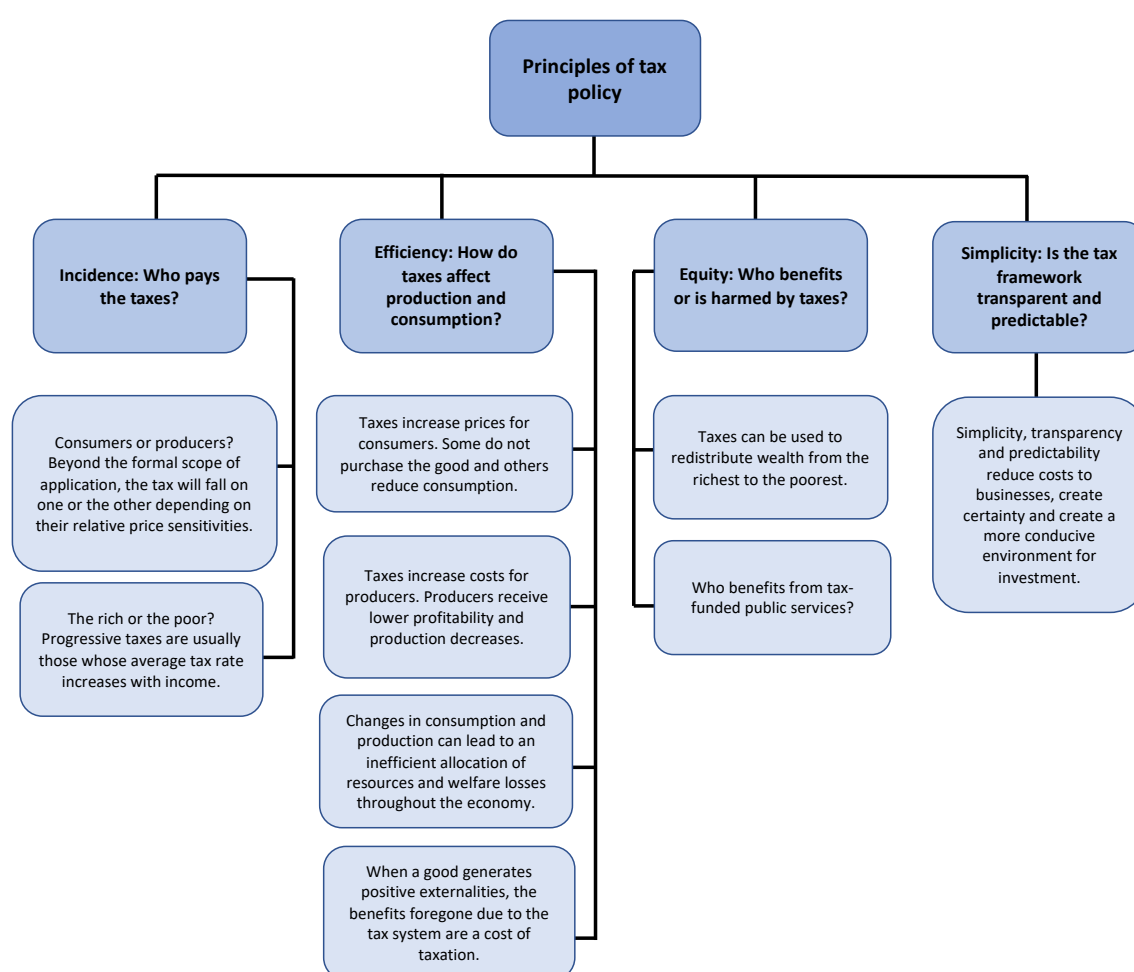 Principles of tax
policy
Incidence: Who pays
the taxes?
Efficiency: How do
taxes affect
production and
consumption?
Equity: Who benefits
or is harmed by taxes?
Simplicity: Is the tax
framework
transparent and
predictable?
Consumers or producers?
Beyond the formal scope of
application, the tax will fall on
one or the other depending on
their relative price sensitivities.
The rich or the poor?
Progressive taxes are usually
those whose average tax rate
increases with income.
Taxes increase prices for
consumers. Some do not
purchase the good and others
reduce consumption.
Taxes increase costs for
producers. Producers receive
lower profitability and
production decreases.
Changes in consumption and
production can lead to an
inefficient allocation of
resources and welfare losses
throughout the economy.
When a good generates
positive externalities, the
benefits foregone due to the
tax system are a cost of
taxation.
Taxes can be used to
redistribute wealth from the
richest to the poorest.
Who benefits from tax-
funded public services?
Simplicity, transparency
and predictability
reduce costs to
businesses, create
certainty and create a
more conducive
environment for
investment.